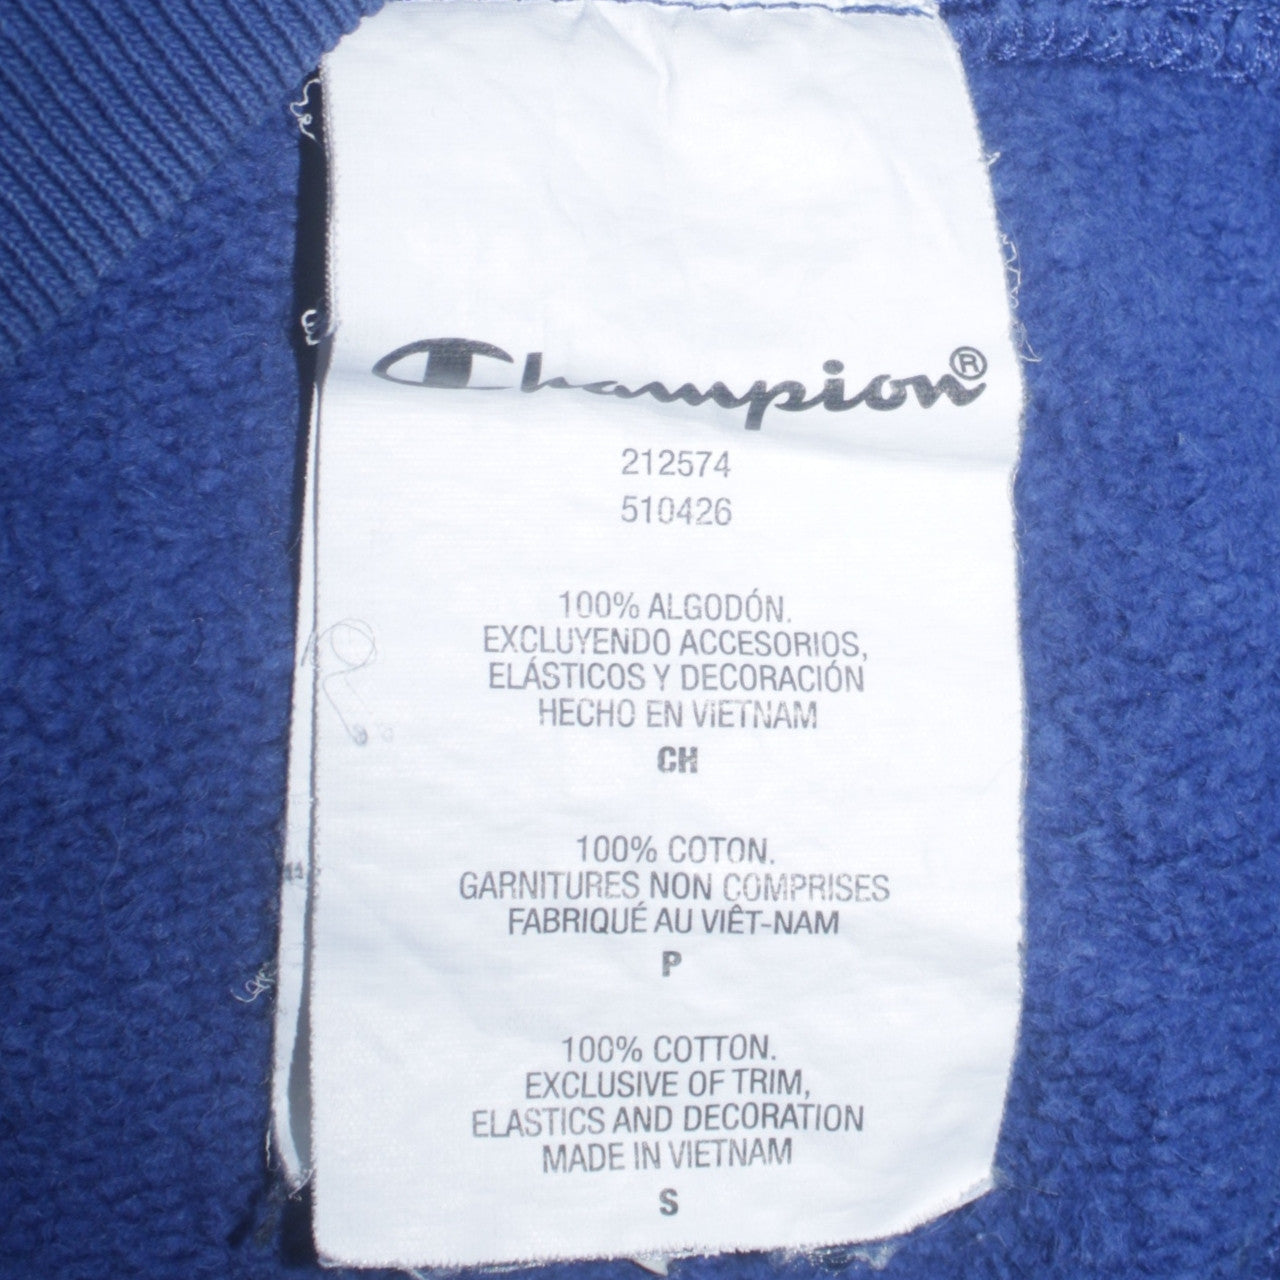 Champion®
212574
510426
100% ALGODÓN.
EXCLUYENDO ACCESORIOS,
ELÁSTICOS Y DECORACIÓN
HECHO EN VIETNAM
CH
100% COTON.
GARNITURES NON COMPRISES
FABRIQUÉ AU VIÊT-NAM
P
100% COTTON.
EXCLUSIVE OF TRIM,
ELASTICS AND DECORATION
MADE IN VIETNAM
S